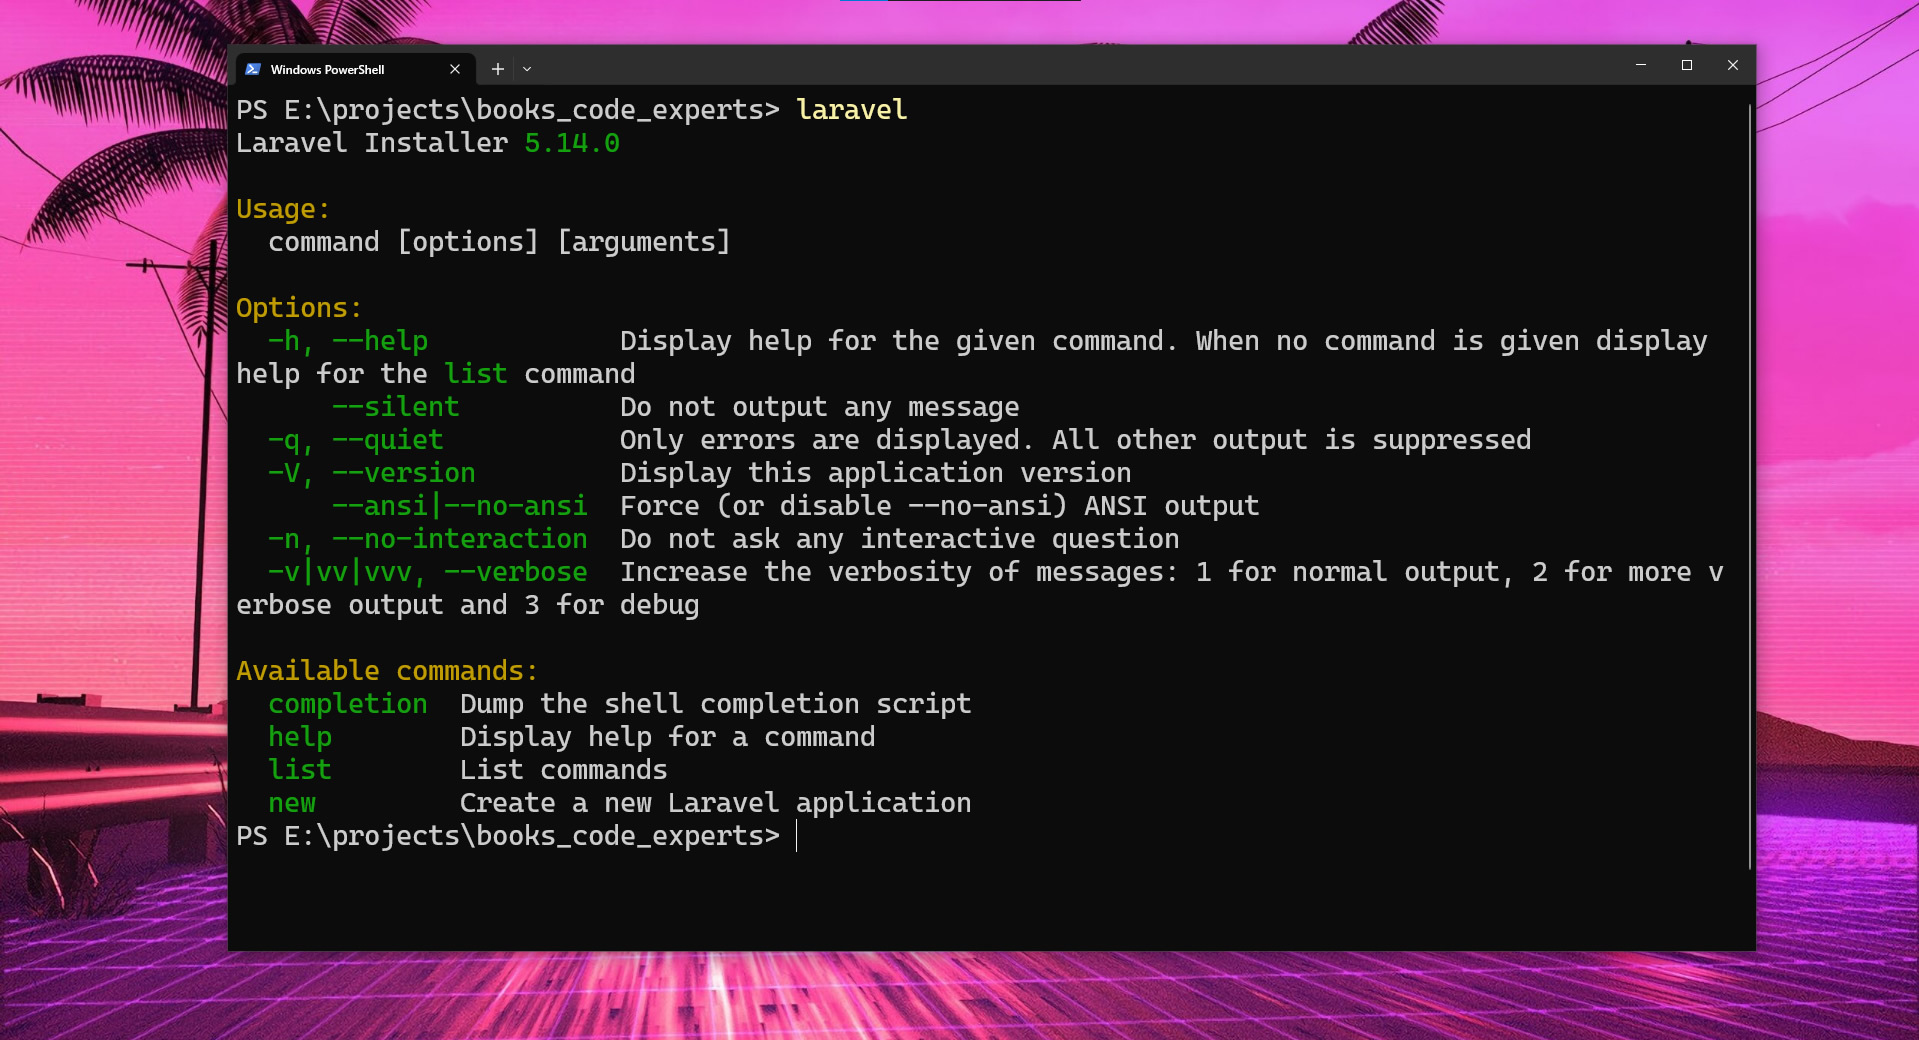 Windows PowerShell
PS E:\projects\books_code_experts> laravel
Laravel Installer 5.14.0
Usage:
  command [options] [arguments]
Options:
  -h, --help            Display help for the given command. When no command is given display
help for the list command
      --silent          Do not output any message
  -q, --quiet           Only errors are displayed. All other output is suppressed
  -V, --version         Display this application version
      --ansi|--no-ansi  Force (or disable --no-ansi) ANSI output
  -n, --no-interaction  Do not ask any interactive question
  -v|vv|vvv, --verbose  Increase the verbosity of messages: 1 for normal output, 2 for more v
erbose output and 3 for debug
Available commands:
  completion  Dump the shell completion script
  help        Display help for a command
  list        List commands
  new         Create a new Laravel application
PS E:\projects\books_code_experts>